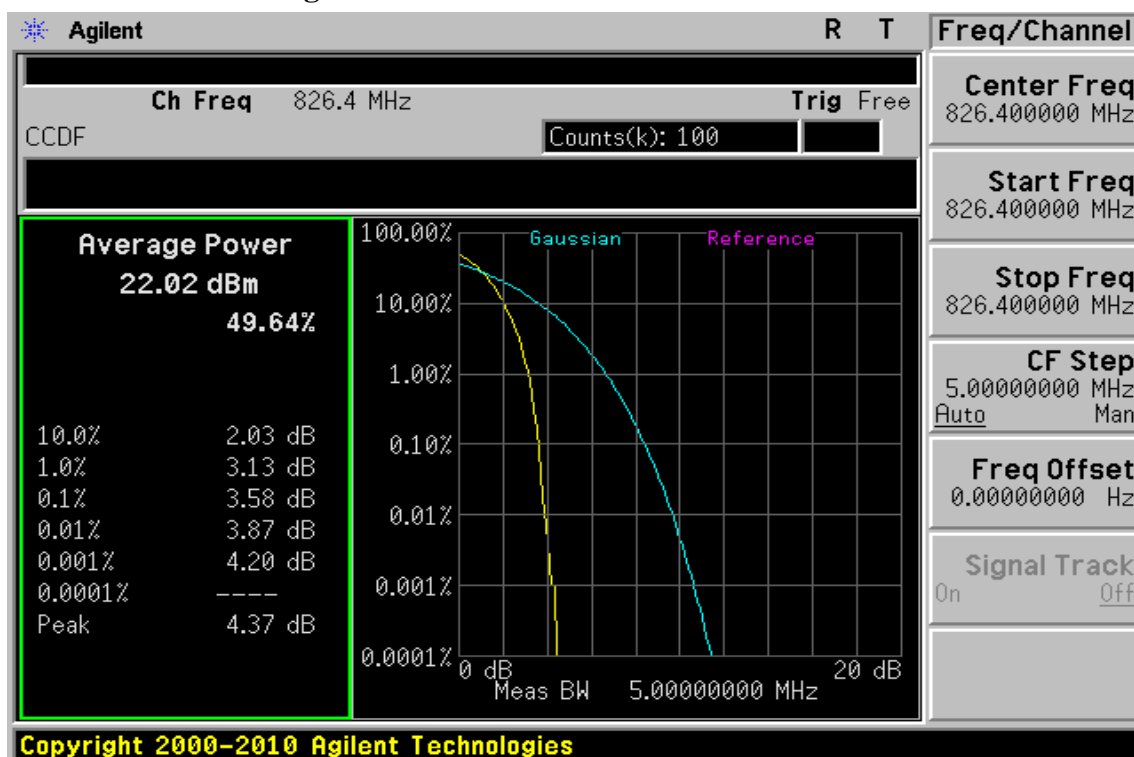 Agilent R T
Ch Freq 826.4 MHz Trig Free
CCDF Counts(k): 100
Average Power
22.02 dBm
49.64%
10.0% 2.03 dB
1.0% 3.13 dB
0.1% 3.58 dB
0.01% 3.87 dB
0.001% 4.20 dB
0.0001% ----
Peak 4.37 dB
Gaussian Reference
100.00%
10.00%
1.00%
0.10%
0.01%
0.001%
0.0001%
0 dB 20 dB
Meas BW 5.00000000 MHz
Freq/Channel
Center Freq
826.400000 MHz
Start Freq
826.400000 MHz
Stop Freq
826.400000 MHz
CF Step
5.00000000 MHz
Auto Man
Freq Offset
0.00000000 Hz
Signal Track
On Off
Copyright 2000-2010 Agilent Technologies